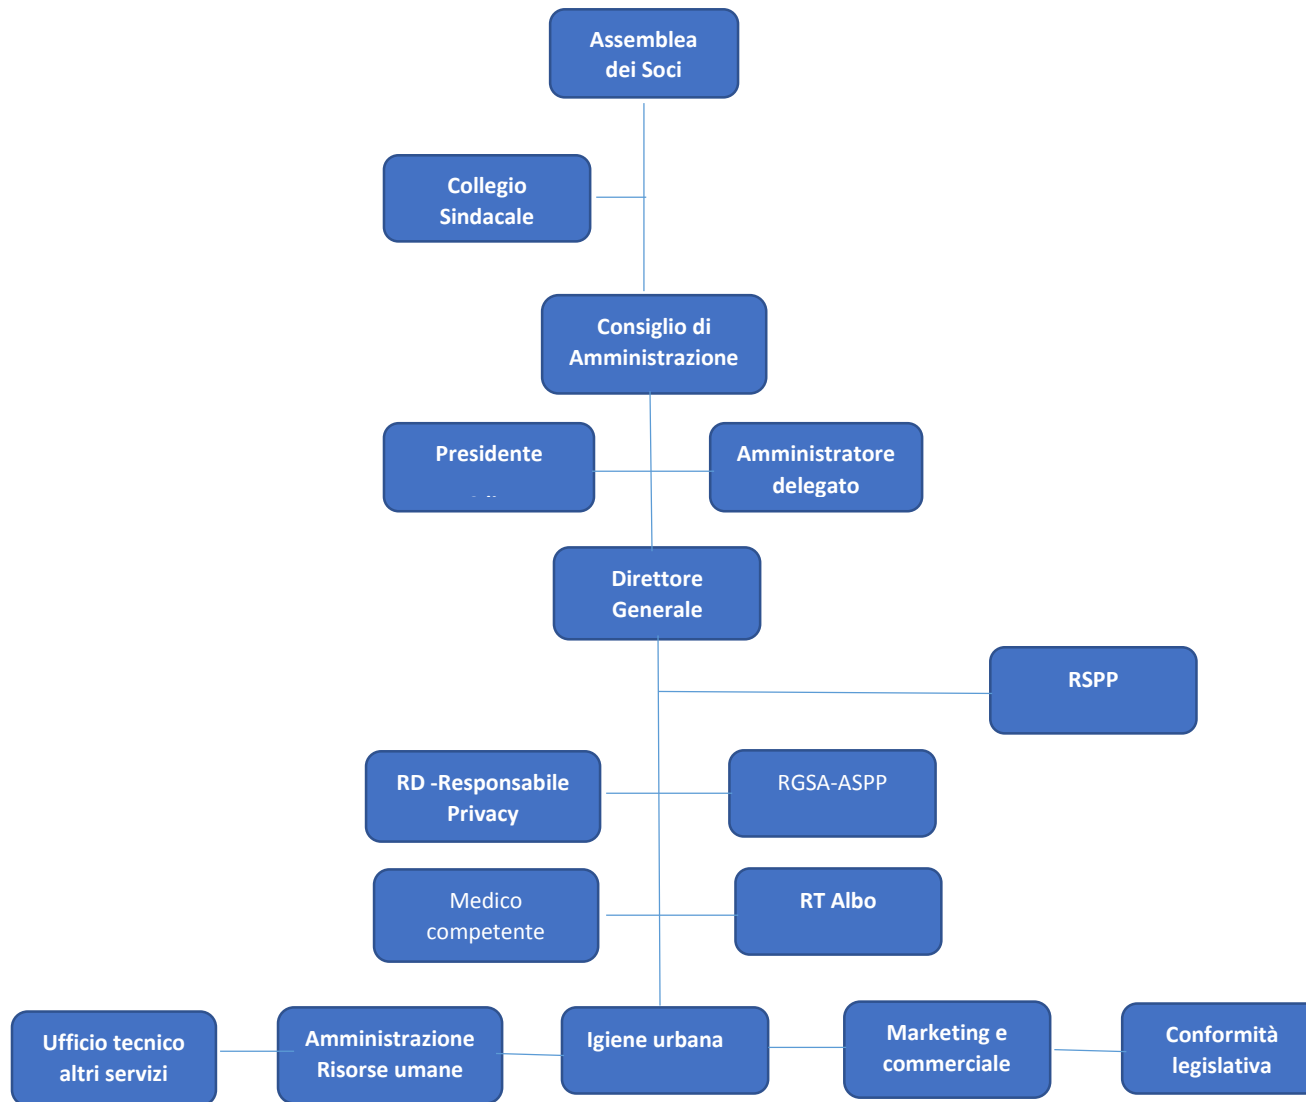 Assemblea
dei Soci
Collegio
Sindacale
Consiglio di
Amministrazione
Presidente
Amministratore
delegato
Direttore
Generale
RSPP
RD -Responsabile
Privacy
RGSA-ASPP
Medico
competente
RT Albo
Ufficio tecnico
altri servizi
Amministrazione
Risorse umane
Igiene urbana
Marketing e
commerciale
Conformità
legislativa